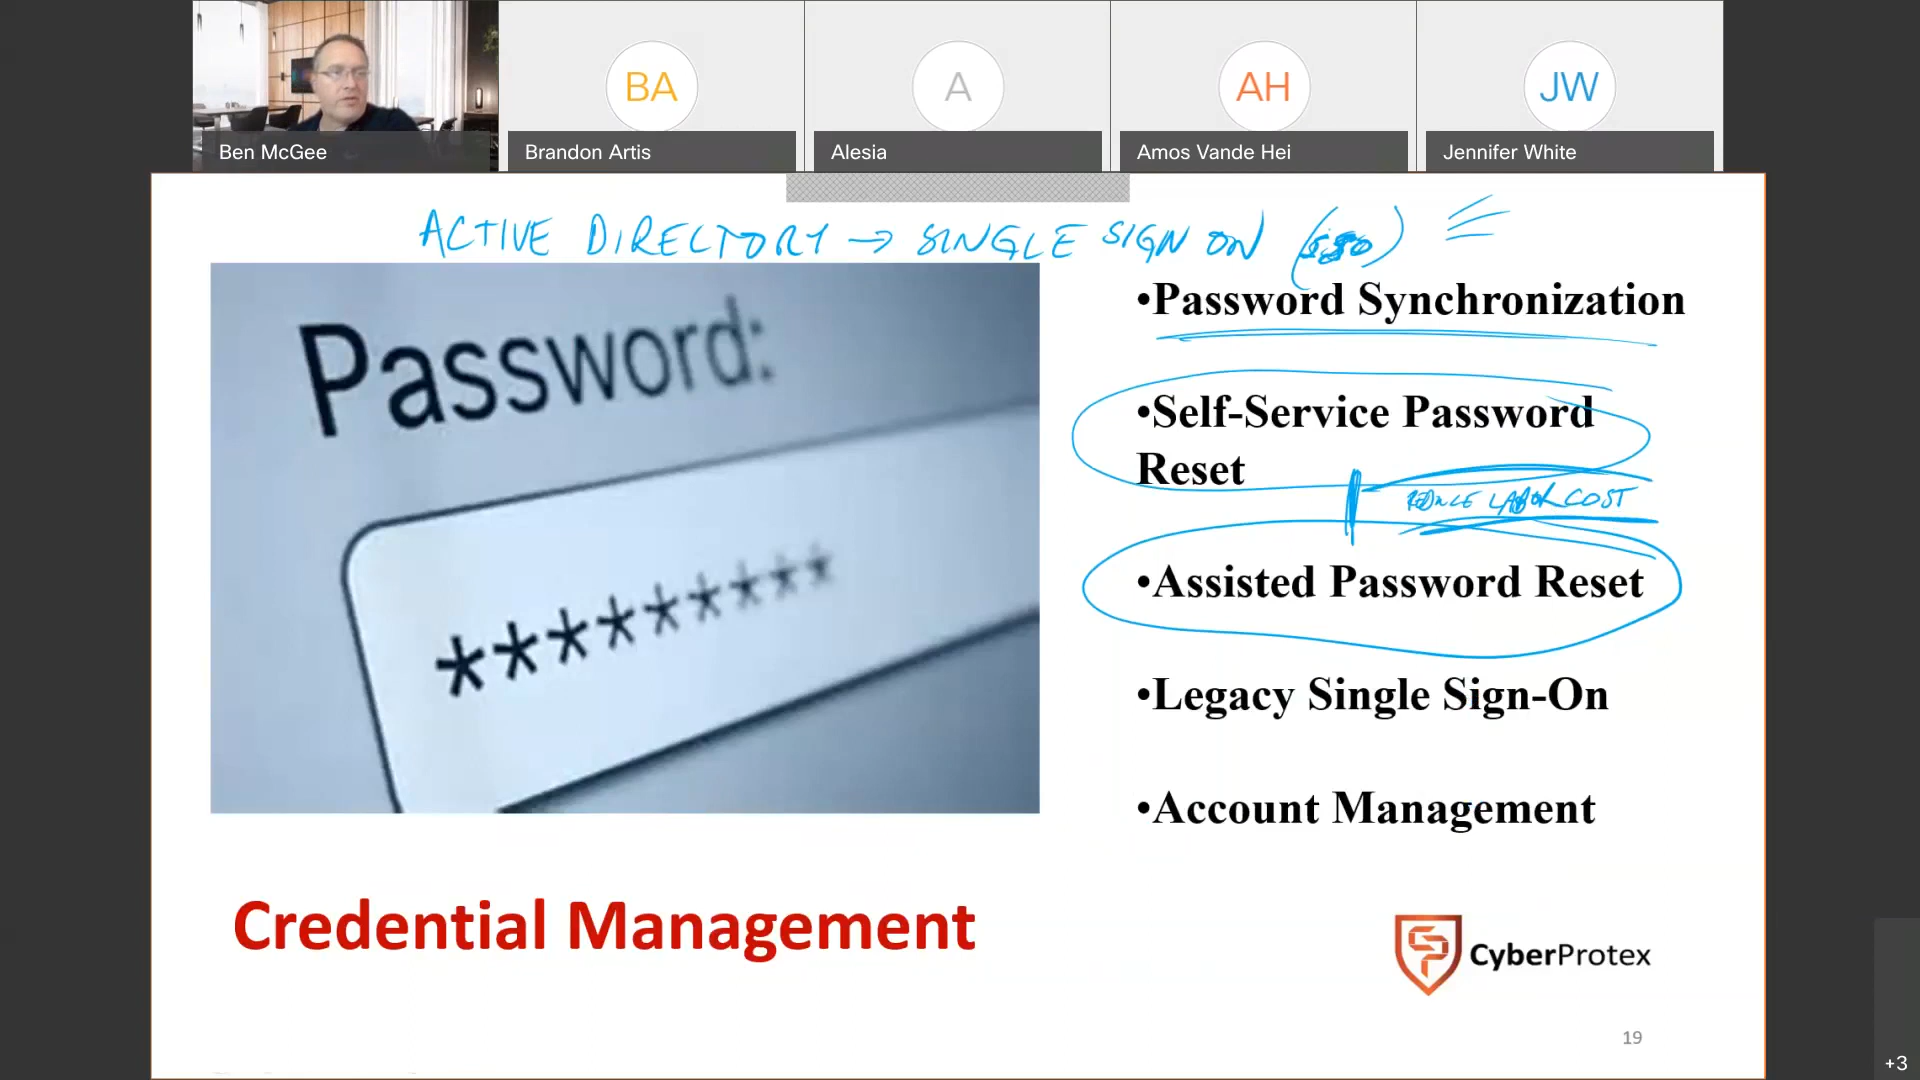 BA
A
AH
JW
Ben McGee
Brandon Artis
Alesia
Amos Vande Hei
Jennifer White
ACTIVE DIRECTORY → SINGLE SIGN ON (SSO)
Password:
*********
•Password Synchronization
•Self-Service Password
Reset
REDUCE LABOR COST
•Assisted Password Reset
•Legacy Single Sign-On
•Account Management
Credential Management
CyberProtex
19
+3